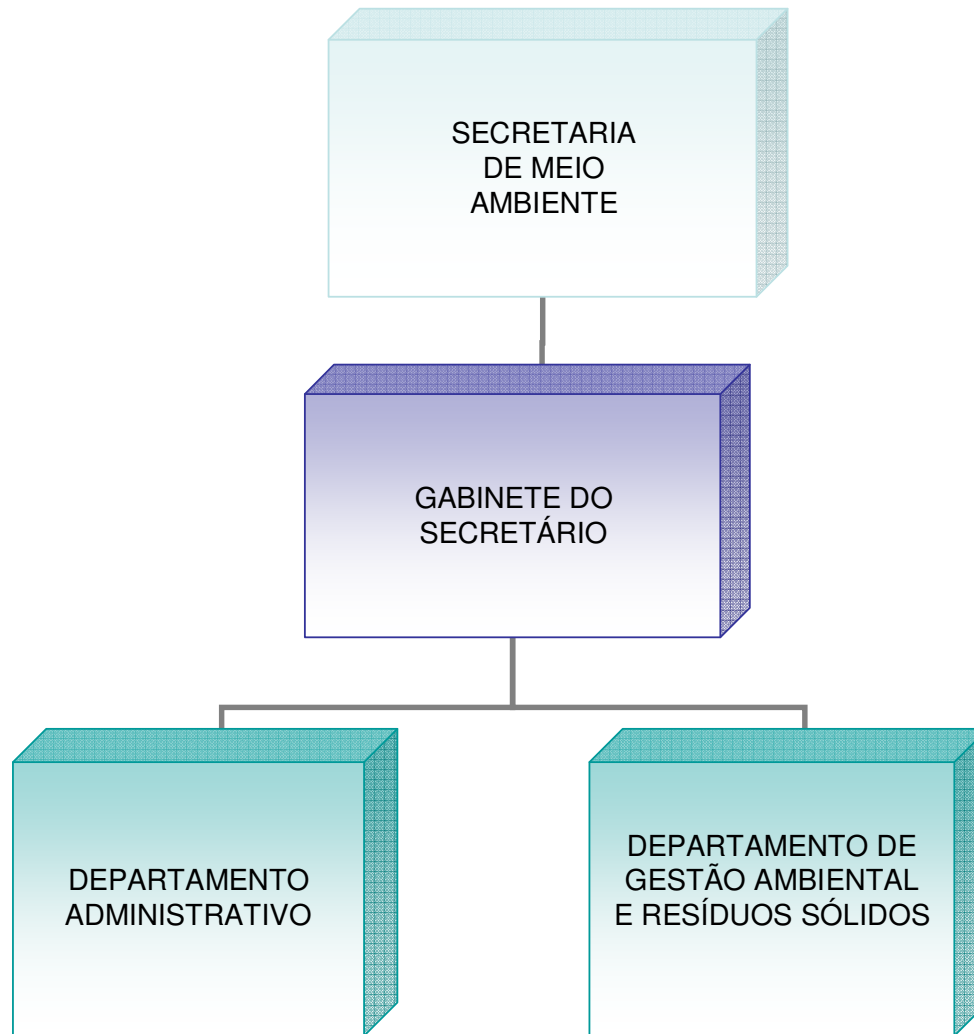 SECRETARIA
DE MEIO
AMBIENTE
GABINETE DO
SECRETÁRIO
DEPARTAMENTO
ADMINISTRATIVO
DEPARTAMENTO DE
GESTÃO AMBIENTAL
E RESÍDUOS SÓLIDOS